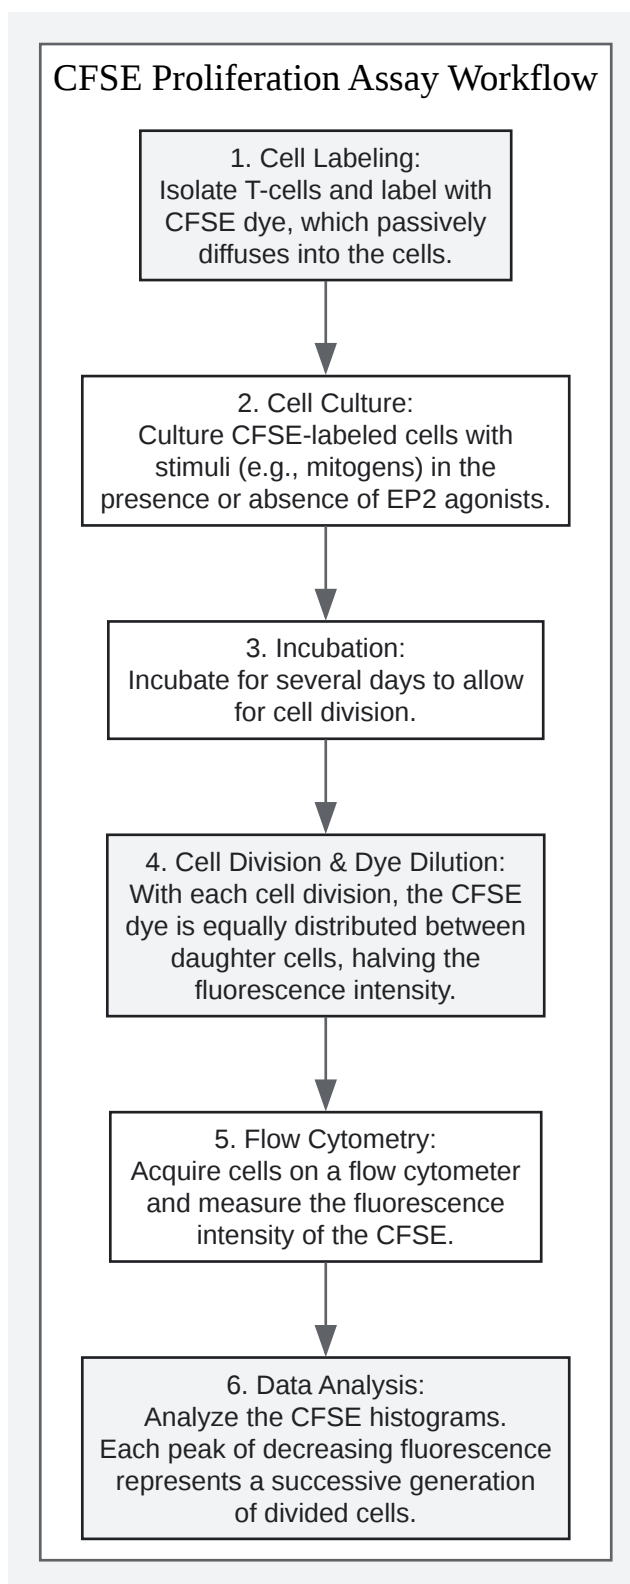 CFSE Proliferation Assay Workflow
1. Cell Labeling:
Isolate T-cells and label with
CFSE dye, which passively
diffuses into the cells.
2. Cell Culture:
Culture CFSE-labeled cells with
stimuli (e.g., mitogens) in the
presence or absence of EP2 agonists.
3. Incubation:
Incubate for several days to allow
for cell division.
4. Cell Division & Dye Dilution:
With each cell division, the CFSE
dye is equally distributed between
daughter cells, halving the
fluorescence intensity.
5. Flow Cytometry:
Acquire cells on a flow cytometer
and measure the fluorescence
intensity of the CFSE.
6. Data Analysis:
Analyze the CFSE histograms.
Each peak of decreasing fluorescence
represents a successive generation
of divided cells.